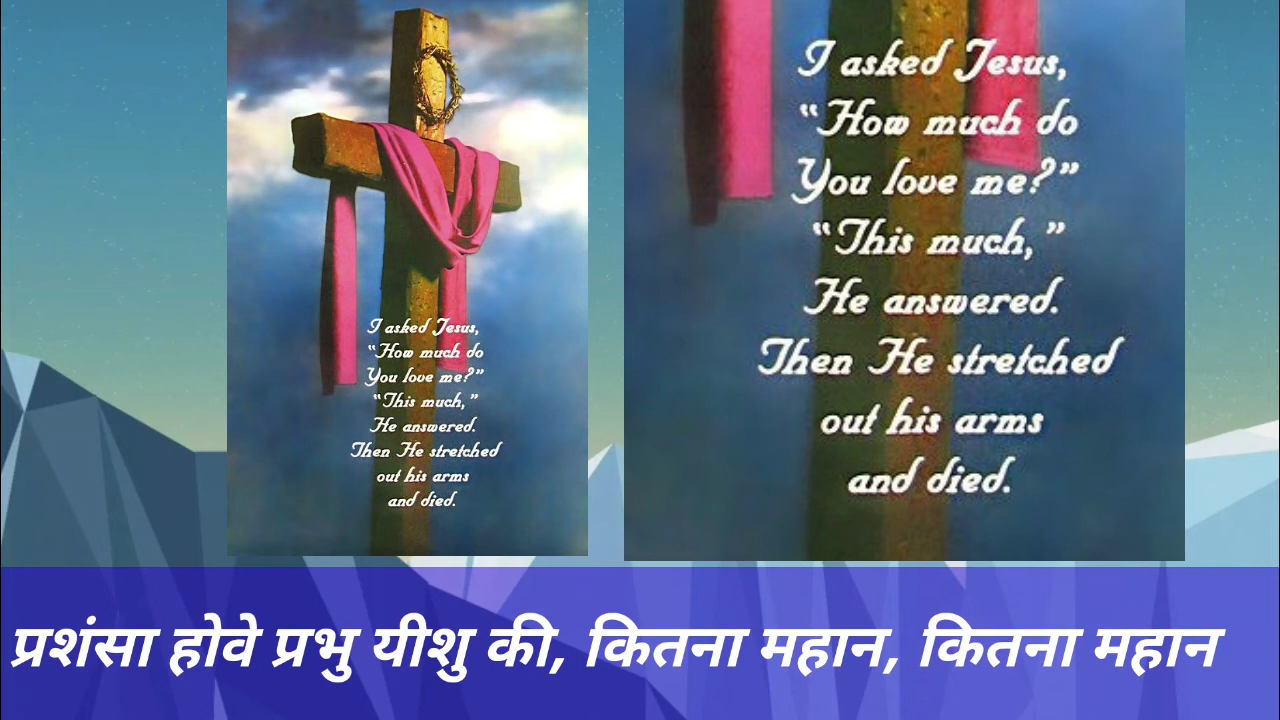 I asked Jesus,
“How much do
You love me?”
“This much,”
He answered.
Then He stretched
out his arms
and died.
I asked Jesus,
“How much do
You love me?”
“This much,”
He answered.
Then He stretched
out his arms
and died.
प्रशंसा होवे प्रभु यीशु की, कितना महान, कितना महान